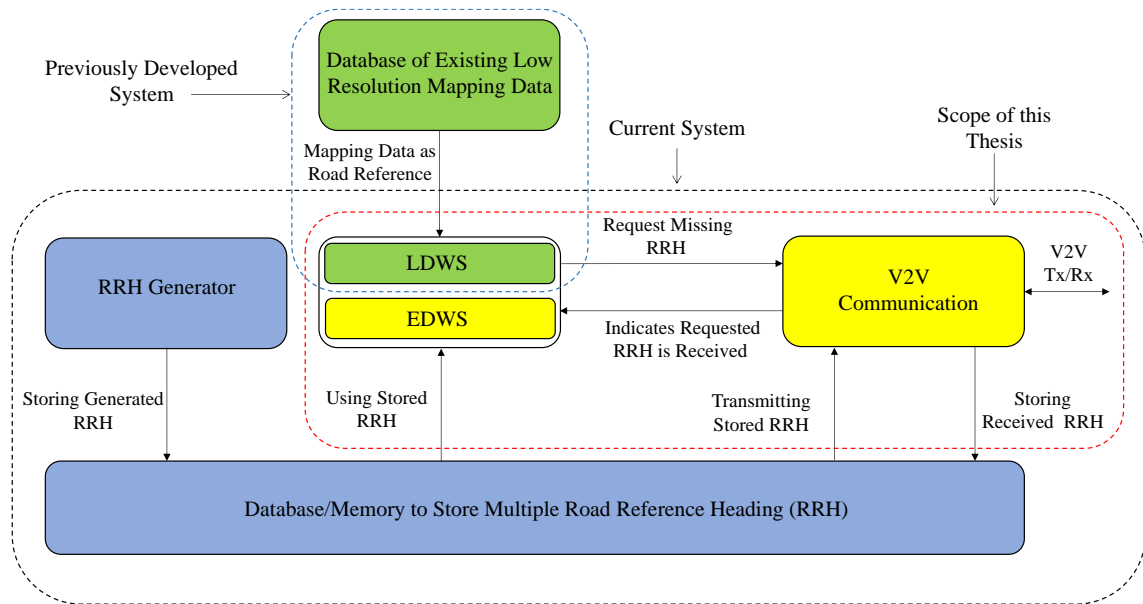 Database of Existing Low
Resolution Mapping Data
Previously Developed
System
Mapping Data as
Road Reference
Current System
Scope of this
Thesis
RRH Generator
LDWS
EDWS
Request Missing
RRH
Indicates Requested
RRH is Received
V2V
Communication
V2V
Tx/Rx
Storing Generated
RRH
Using Stored
RRH
Transmitting
Stored RRH
Storing
Received RRH
Database/Memory to Store Multiple Road Reference Heading (RRH)